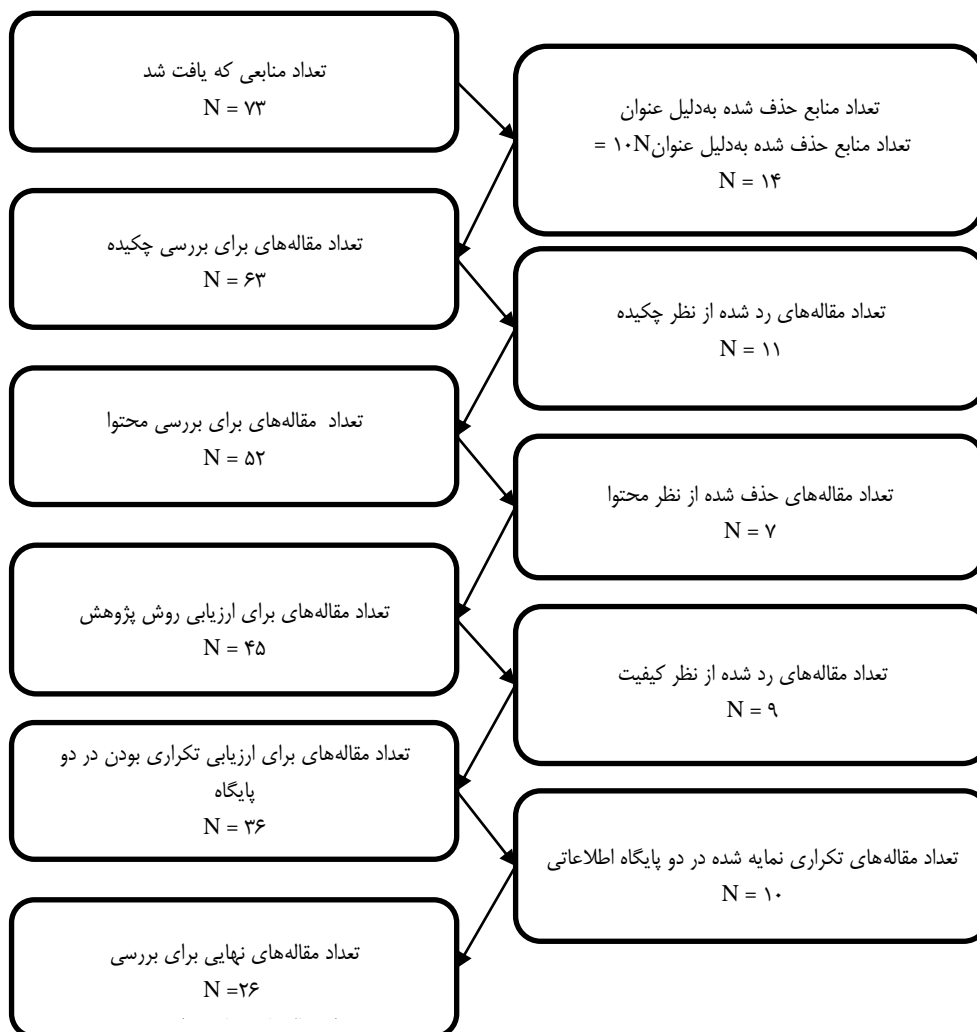 تعداد منابعی که یافت شد
N = ۷۳
تعداد منابع حذف شده به‌دلیل عنوان
تعداد منابع حذف شده به‌دلیل عنوانN۱۰ =
N = ۱۴
تعداد مقاله‌های برای بررسی چکیده
N = ۶۳
تعداد مقاله‌های رد شده از نظر چکیده
N = ۱۱
تعداد مقاله‌های برای بررسی محتوا
N = ۵۲
تعداد مقاله‌های حذف شده از نظر محتوا
N = ۷
تعداد مقاله‌های برای ارزیابی روش پژوهش
N = ۴۵
تعداد مقاله‌های رد شده از نظر کیفیت
N = ۹
تعداد مقاله‌های برای ارزیابی تکراری بودن در دو
پایگاه
N = ۳۶
تعداد مقاله‌های تکراری نمایه شده در دو پایگاه اطلاعاتی
N = ۱۰
تعداد مقاله‌های نهایی برای بررسی
N =۲۶